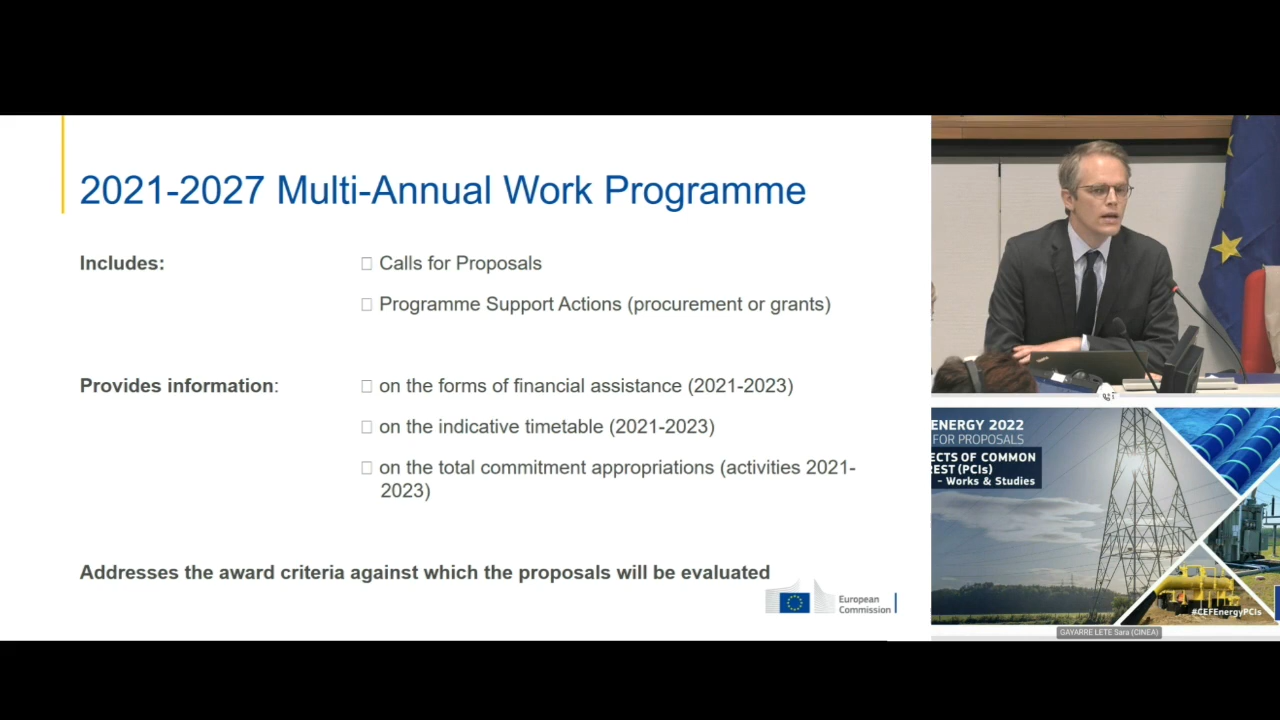 2021-2027 Multi-Annual Work Programme
Includes:
Calls for Proposals
Programme Support Actions (procurement or grants)
Provides information:
on the forms of financial assistance (2021-2023)
on the indicative timetable (2021-2023)
on the total commitment appropriations (activities 2021-
2023)
Addresses the award criteria against which the proposals will be evaluated
European
Commission
ENERGY 2022
FOR PROPOSALS
ECTS OF COMMON
REST (PCIs)
- Works & Studies
#CEFEnergyPCIs
GAYARRE LETE Sara (CINEA)